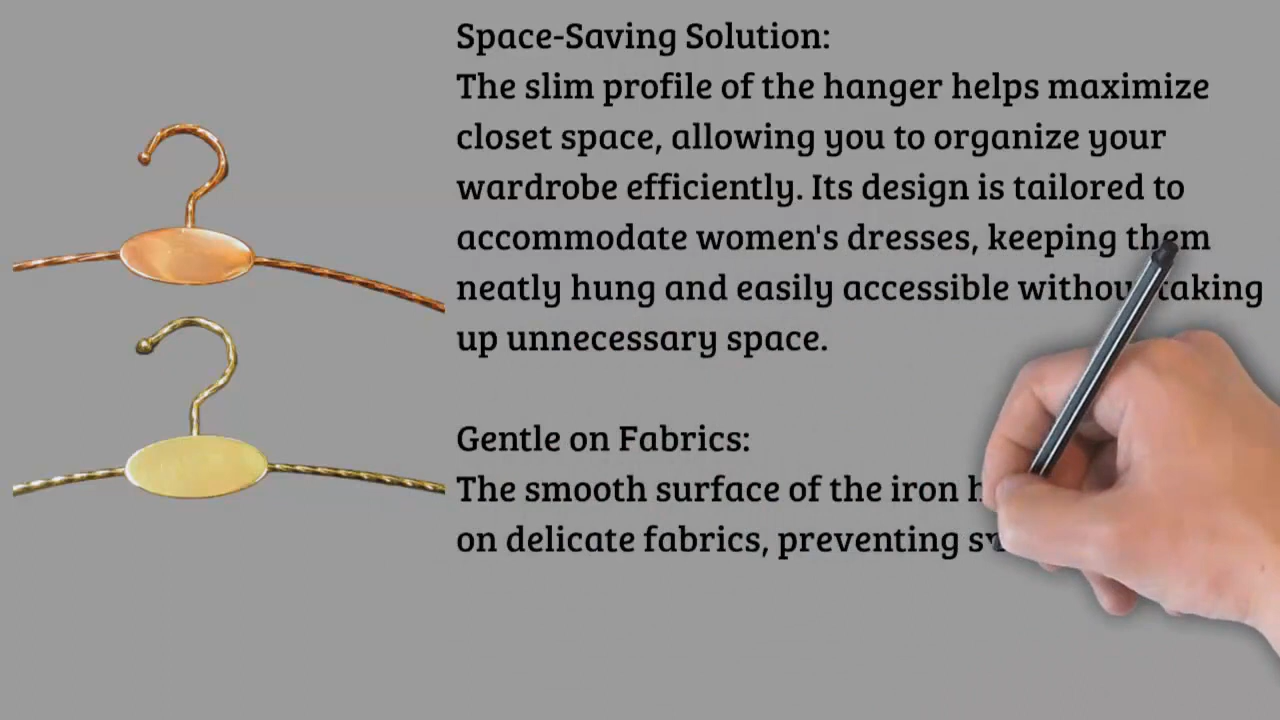 Space-Saving Solution:
The slim profile of the hanger helps maximize
closet space, allowing you to organize your
wardrobe efficiently. Its design is tailored to
accommodate women's dresses, keeping them
neatly hung and easily accessible without taking
up unnecessary space.
Gentle on Fabrics:
The smooth surface of the iron
on delicate fabrics, preventing